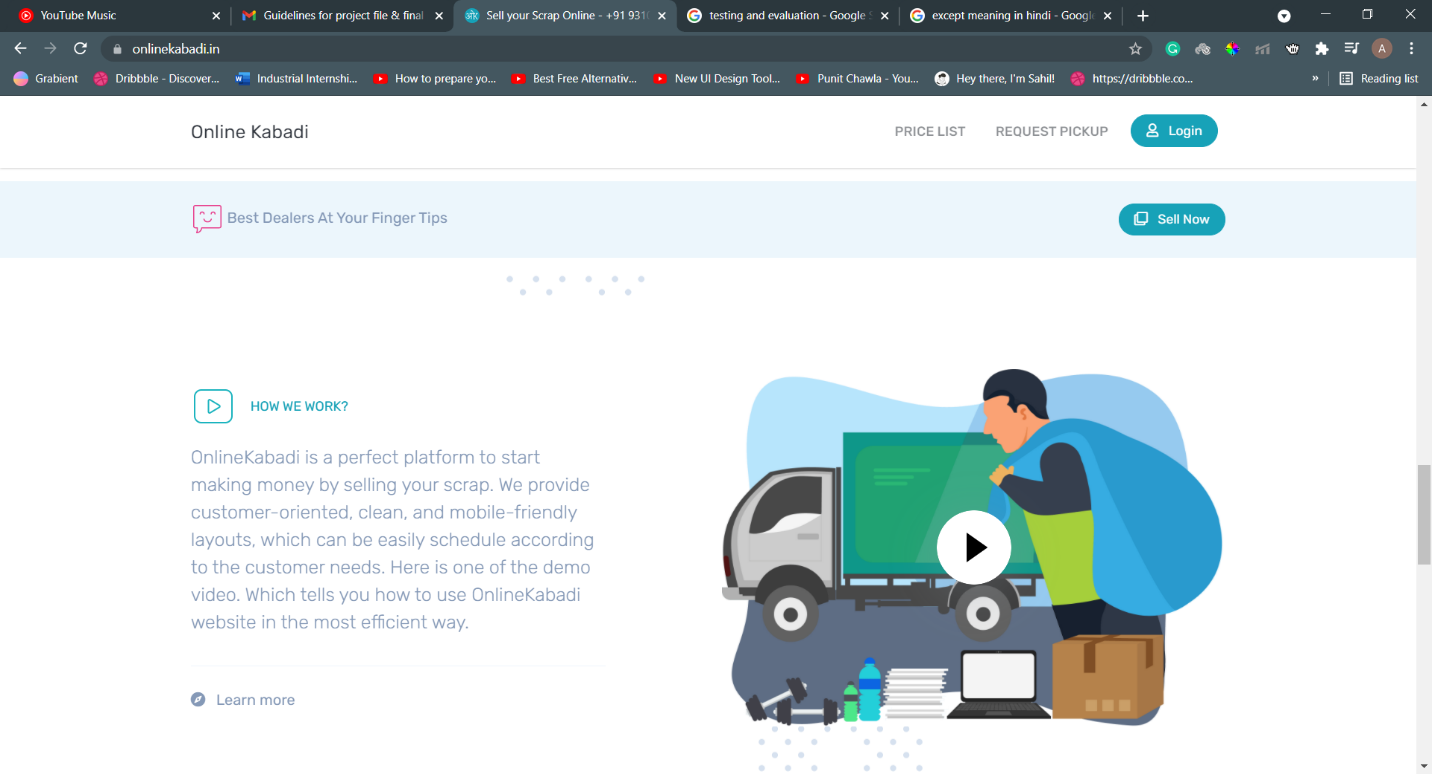 YouTube Music
Guidelines for project file & final
Sell your Scrap Online - +91 931
testing and evaluation - Google S
except meaning in hindi - Google
onlinekabadi.in
A
Grabient
Dribbble - Discover...
Industrial Internshi...
How to prepare yo...
Best Free Alternativ...
New UI Design Tool...
Punit Chawla - You...
Hey there, I'm Sahil!
https://dribbble.co...
»
Reading list
Online Kabadi
PRICE LIST
REQUEST PICKUP
Login
Best Dealers At Your Finger Tips
Sell Now
HOW WE WORK?
OnlineKabadi is a perfect platform to start
making money by selling your scrap. We provide
customer-oriented, clean, and mobile-friendly
layouts, which can be easily schedule according
to the customer needs. Here is one of the demo
video. Which tells you how to use OnlineKabadi
website in the most efficient way.
Learn more